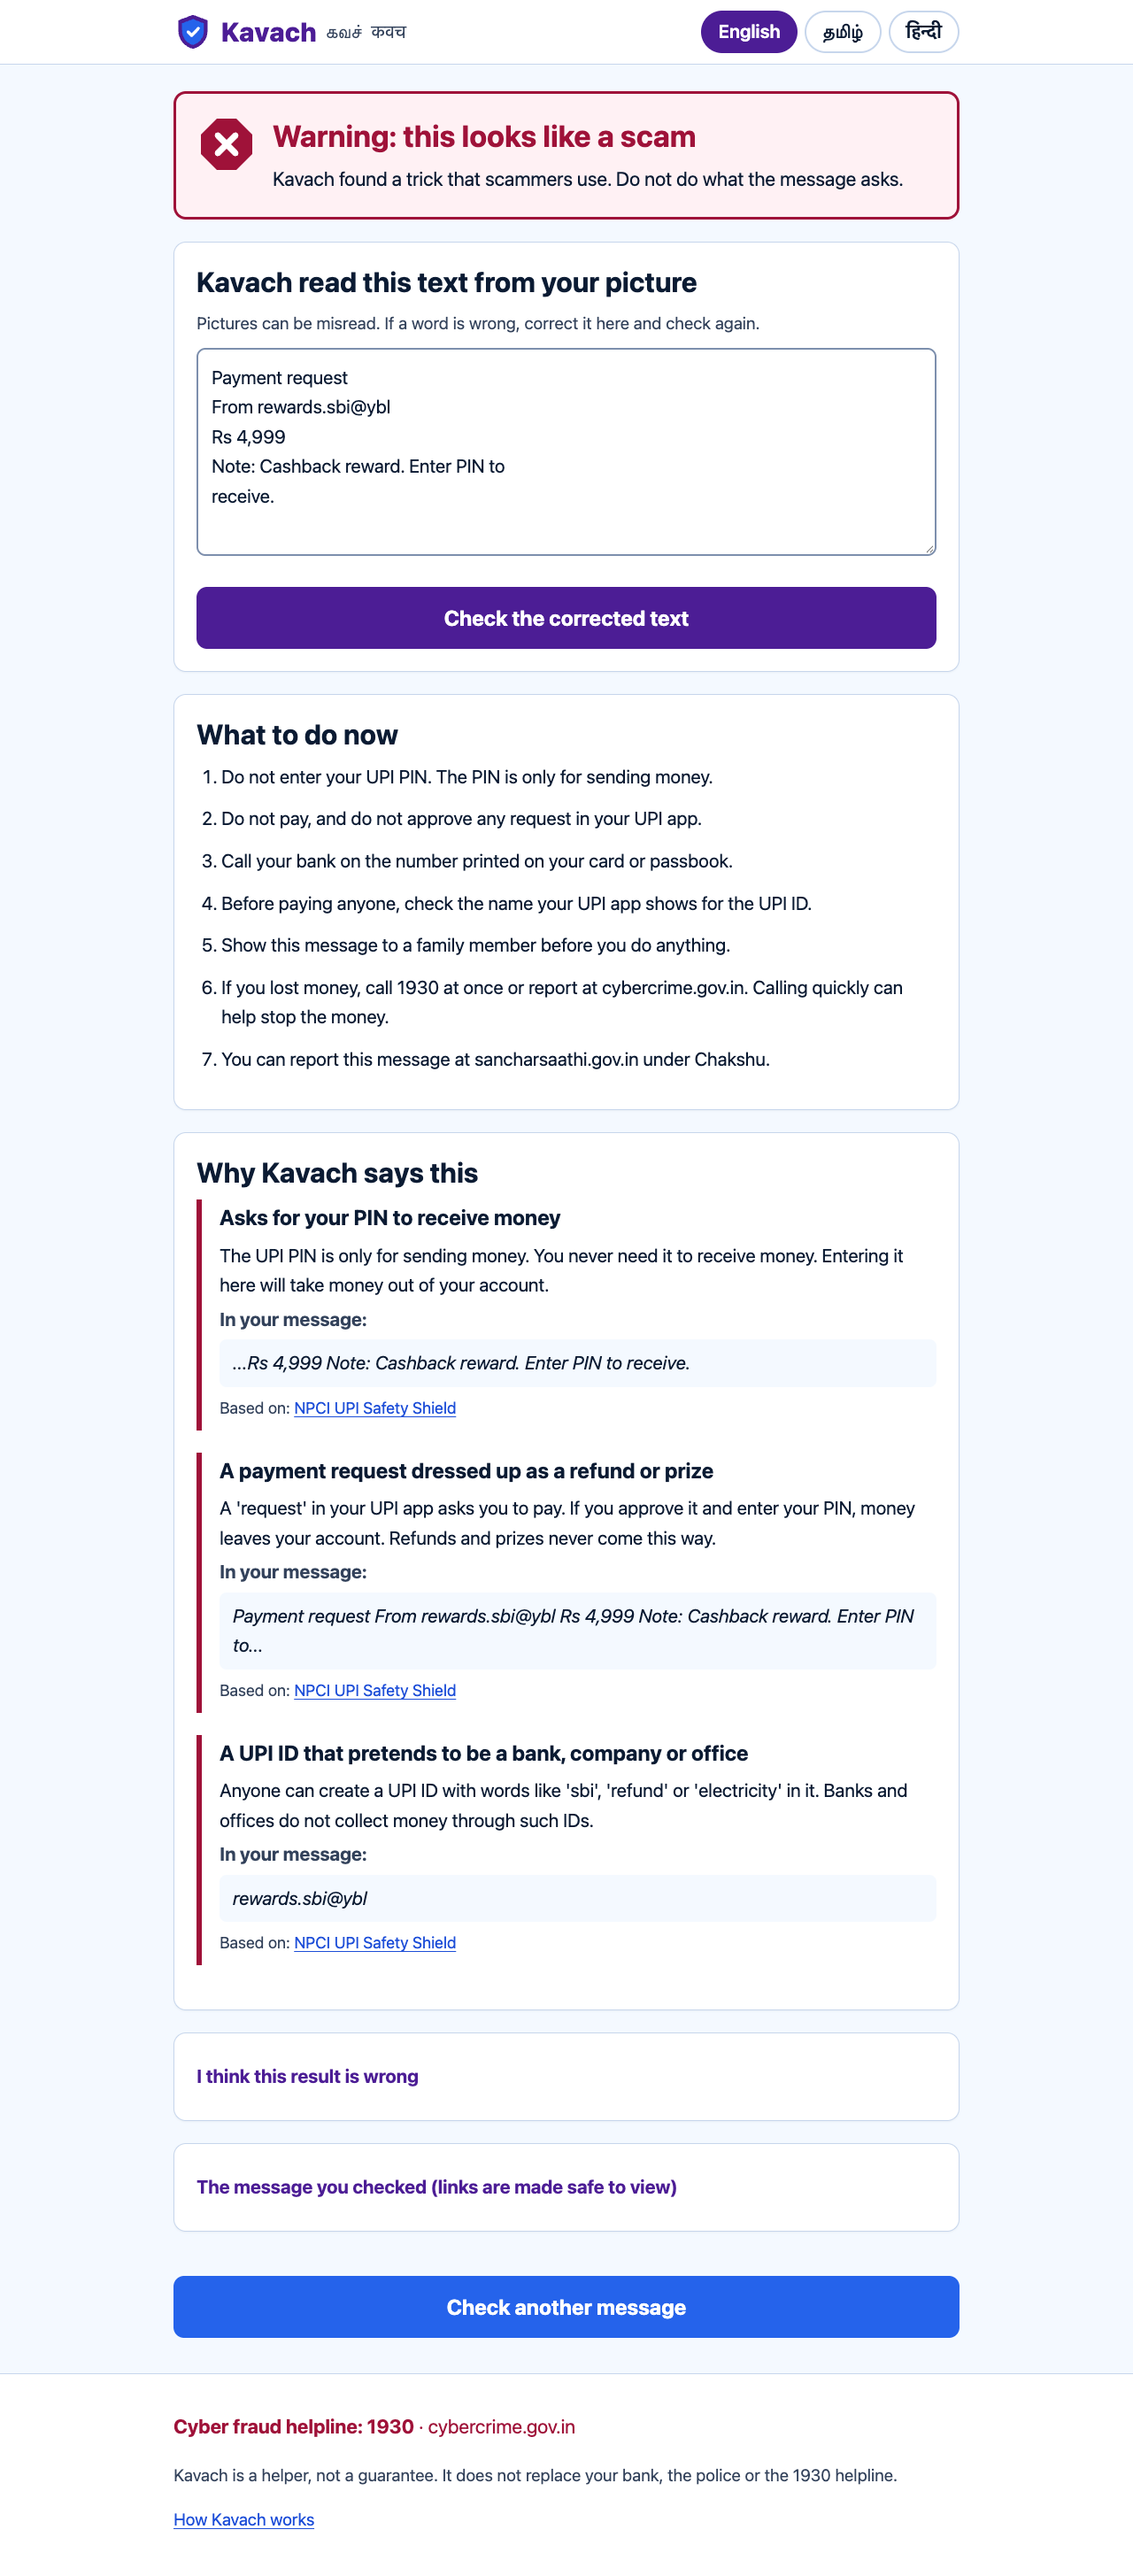 Kavach கவச் कवच
English தமிழ் हिन्दी
Warning: this looks like a scam
Kavach found a trick that scammers use. Do not do what the message asks.
Kavach read this text from your picture
Pictures can be misread. If a word is wrong, correct it here and check again.
Payment request
From rewards.sbi@ybl
Rs 4,999
Note: Cashback reward. Enter PIN to
receive.
Check the corrected text
What to do now
1. Do not enter your UPI PIN. The PIN is only for sending money.
2. Do not pay, and do not approve any request in your UPI app.
3. Call your bank on the number printed on your card or passbook.
4. Before paying anyone, check the name your UPI app shows for the UPI ID.
5. Show this message to a family member before you do anything.
6. If you lost money, call 1930 at once or report at cybercrime.gov.in. Calling quickly can
help stop the money.
7. You can report this message at sancharsaathi.gov.in under Chakshu.
Why Kavach says this
Asks for your PIN to receive money
The UPI PIN is only for sending money. You never need it to receive money. Entering it
here will take money out of your account.
In your message:
...Rs 4,999 Note: Cashback reward. Enter PIN to receive.
Based on: NPCI UPI Safety Shield
A payment request dressed up as a refund or prize
A 'request' in your UPI app asks you to pay. If you approve it and enter your PIN, money
leaves your account. Refunds and prizes never come this way.
In your message:
Payment request From rewards.sbi@ybl Rs 4,999 Note: Cashback reward. Enter PIN
to...
Based on: NPCI UPI Safety Shield
A UPI ID that pretends to be a bank, company or office
Anyone can create a UPI ID with words like 'sbi', 'refund' or 'electricity' in it. Banks and
offices do not collect money through such IDs.
In your message:
rewards.sbi@ybl
Based on: NPCI UPI Safety Shield
I think this result is wrong
The message you checked (links are made safe to view)
Check another message
Cyber fraud helpline: 1930 · cybercrime.gov.in
Kavach is a helper, not a guarantee. It does not replace your bank, the police or the 1930 helpline.
How Kavach works